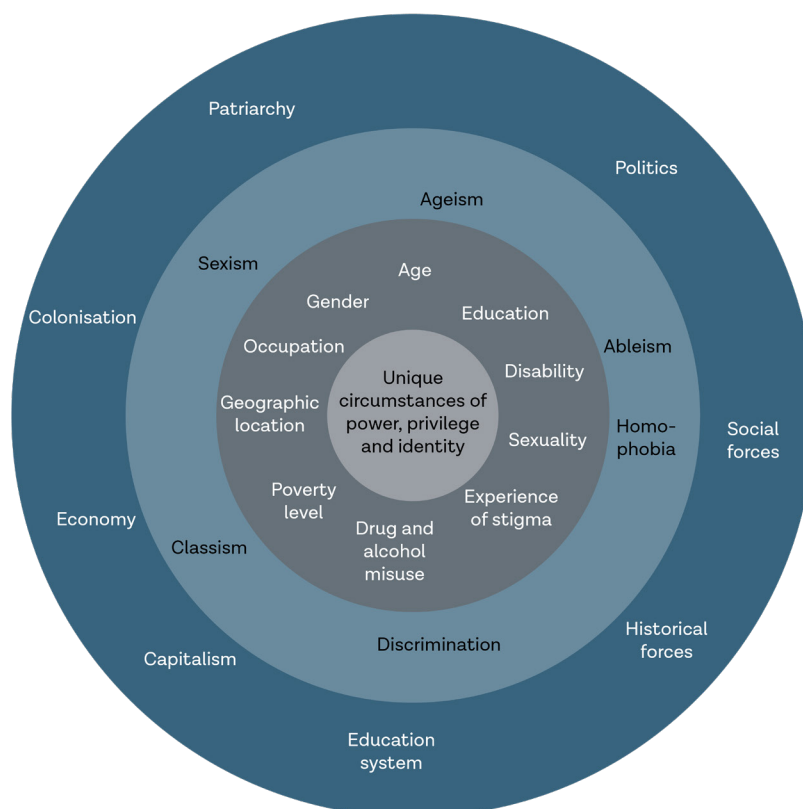 Patriarchy
Politics
Ageism
Sexism
Age
Gender
Education
Colonisation
Occupation
Ableism
Disability
Unique
circumstances of
power, privilege
and identity
Geographic
location
Homo-
phobia
Social
forces
Sexuality
Poverty
level
Experience
of stigma
Economy
Drug and
alcohol
misuse
Classism
Historical
forces
Discrimination
Capitalism
Education
system